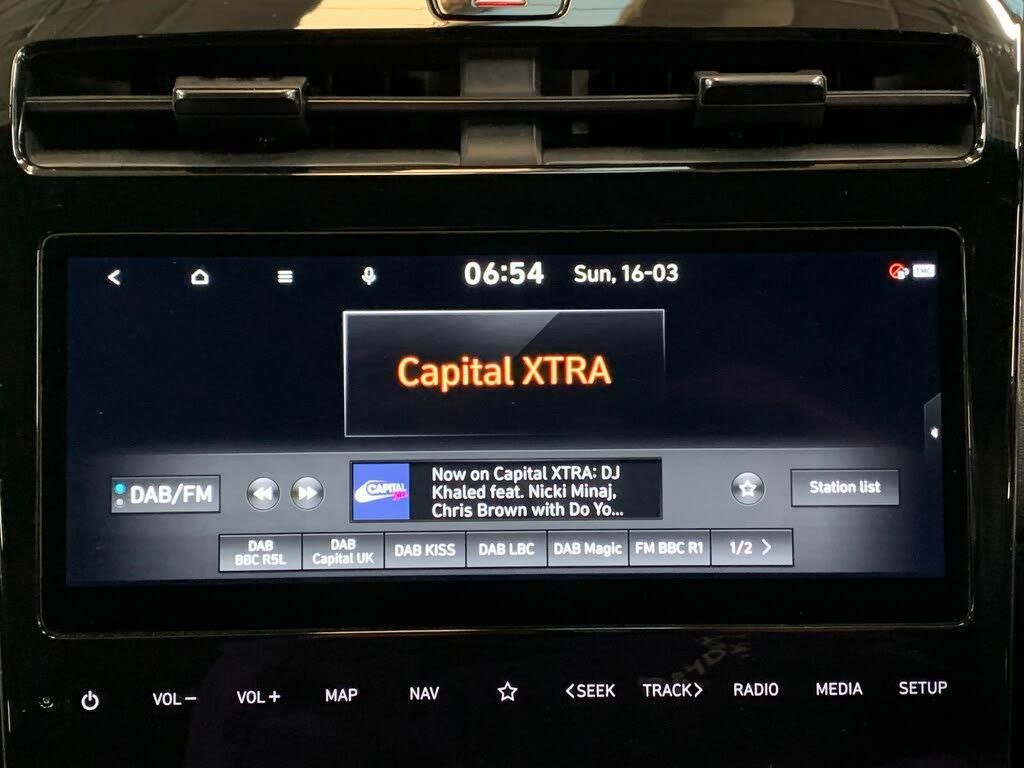 06:54 Sun, 16-03
TMC
Capital XTRA
DAB/FM
CAPITAL
Now on Capital XTRA: DJ
Khaled feat. Nicki Minaj,
Chris Brown with Do Yo...
Station list
DAB
BBC R5L
DAB
Capital UK
DAB KISS
DAB LBC
DAB Magic
FM BBC R1
1/2
VOL−
VOL+
MAP
NAV
<SEEK
TRACK>
RADIO
MEDIA
SETUP